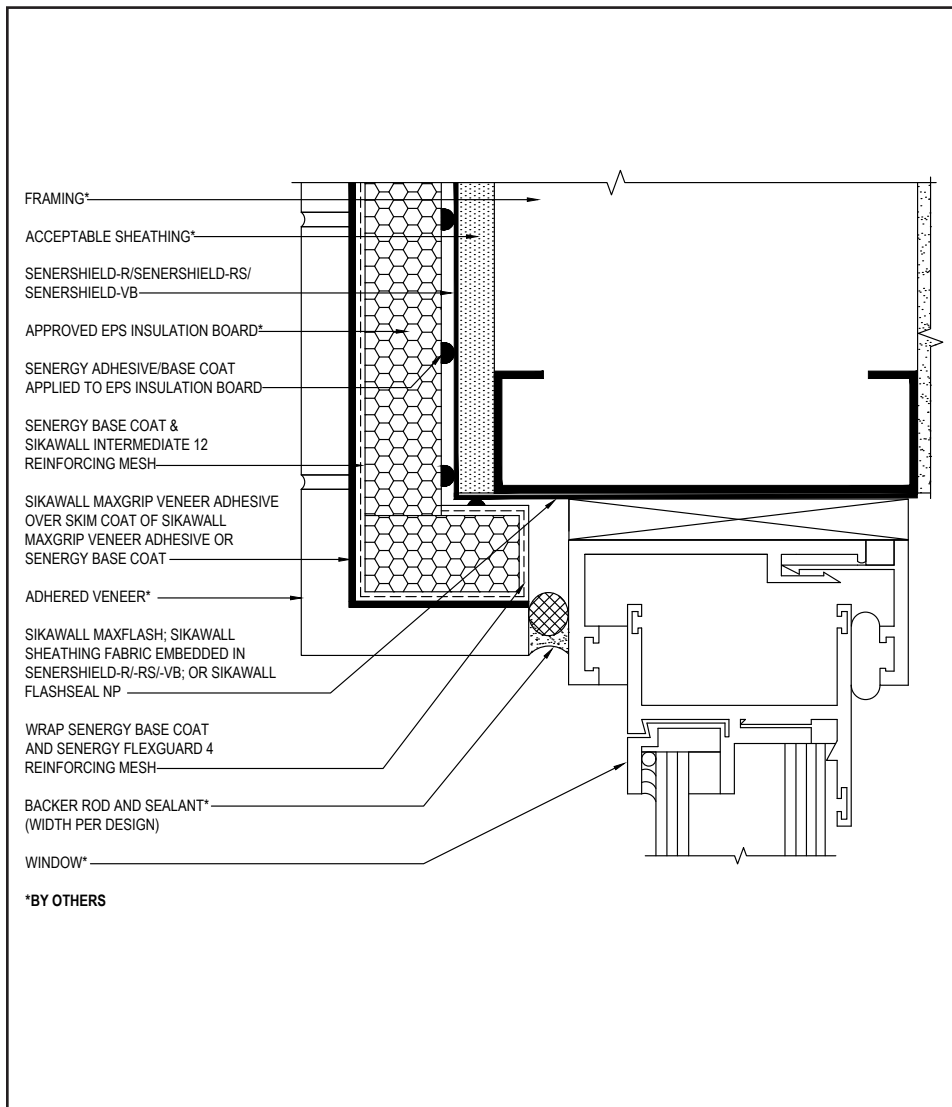 FRAMING*
ACCEPTABLE SHEATHING*
SENERSHIELD-R/SENERSHIELD-RS/
SENERSHIELD-VB
APPROVED EPS INSULATION BOARD*
SENERGY ADHESIVE/BASE COAT
APPLIED TO EPS INSULATION BOARD
SENERGY BASE COAT &
SIKAWALL INTERMEDIATE 12
REINFORCING MESH
SIKAWALL MAXGRIP VENEER ADHESIVE
OVER SKIM COAT OF SIKAWALL
MAXGRIP VENEER ADHESIVE OR
SENERGY BASE COAT
ADHERED VENEER*
SIKAWALL MAXFLASH; SIKAWALL
SHEATHING FABRIC EMBEDDED IN
SENERSHIELD-R/-RS/-VB; OR SIKAWALL
FLASHSEAL NP
WRAP SENERGY BASE COAT
AND SENERGY FLEXGUARD 4
REINFORCING MESH
BACKER ROD AND SEALANT*
(WIDTH PER DESIGN)
WINDOW*
*BY OTHERS